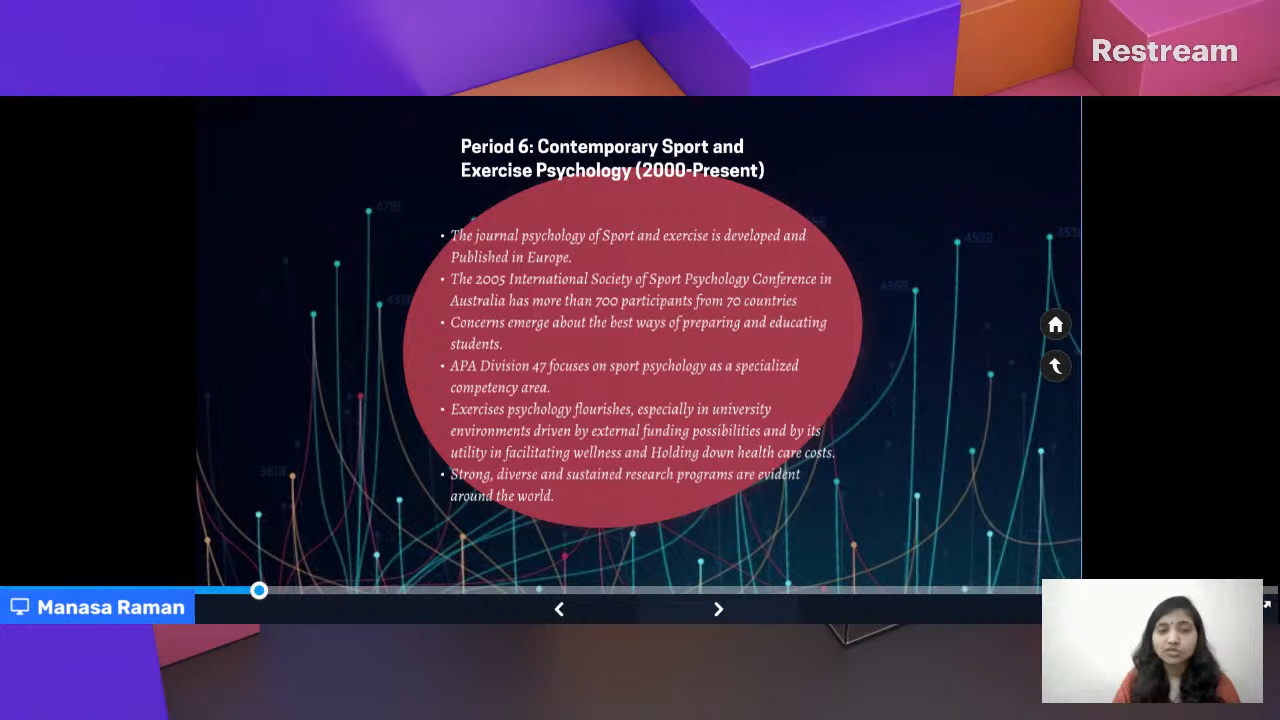 Restream
Period 6: Contemporary Sport and
Exercise Psychology (2000-Present)
• The journal psychology of Sport and exercise is developed and
Published in Europe.
• The 2005 International Society of Sport Psychology Conference in
Australia has more than 700 participants from 70 countries
• Concerns emerge about the best ways of preparing and educating
students.
• APA Division 47 focuses on sport psychology as a specialized
competency area.
• Exercises psychology flourishes, especially in university
environments driven by external funding possibilities and by its
utility in facilitating wellness and Holding down health care costs.
• Strong, diverse and sustained research programs are evident
around the world.
Manasa Raman